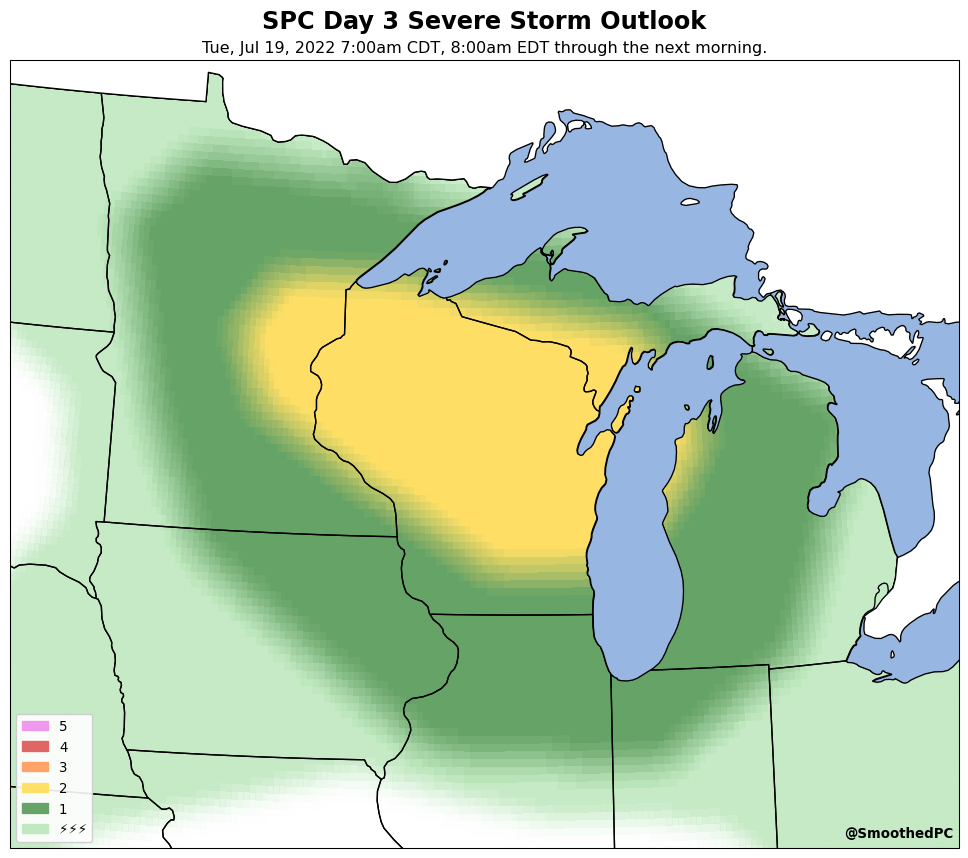 SPC Day 3 Severe Storm Outlook
Tue, Jul 19, 2022 7:00am CDT, 8:00am EDT through the next morning.
5
4
3
2
1
⚡⚡⚡
@SmoothedPC